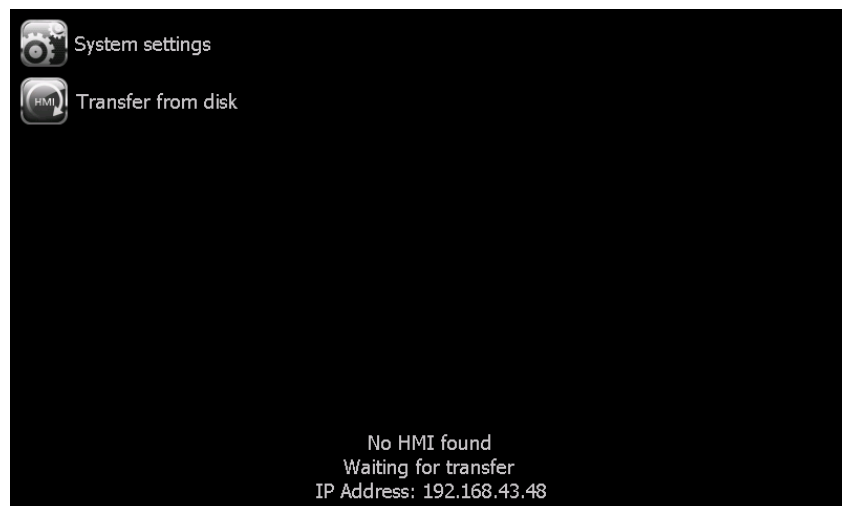 System settings
HMI
Transfer from disk
No HMI found
Waiting for transfer
IP Address: 192.168.43.48